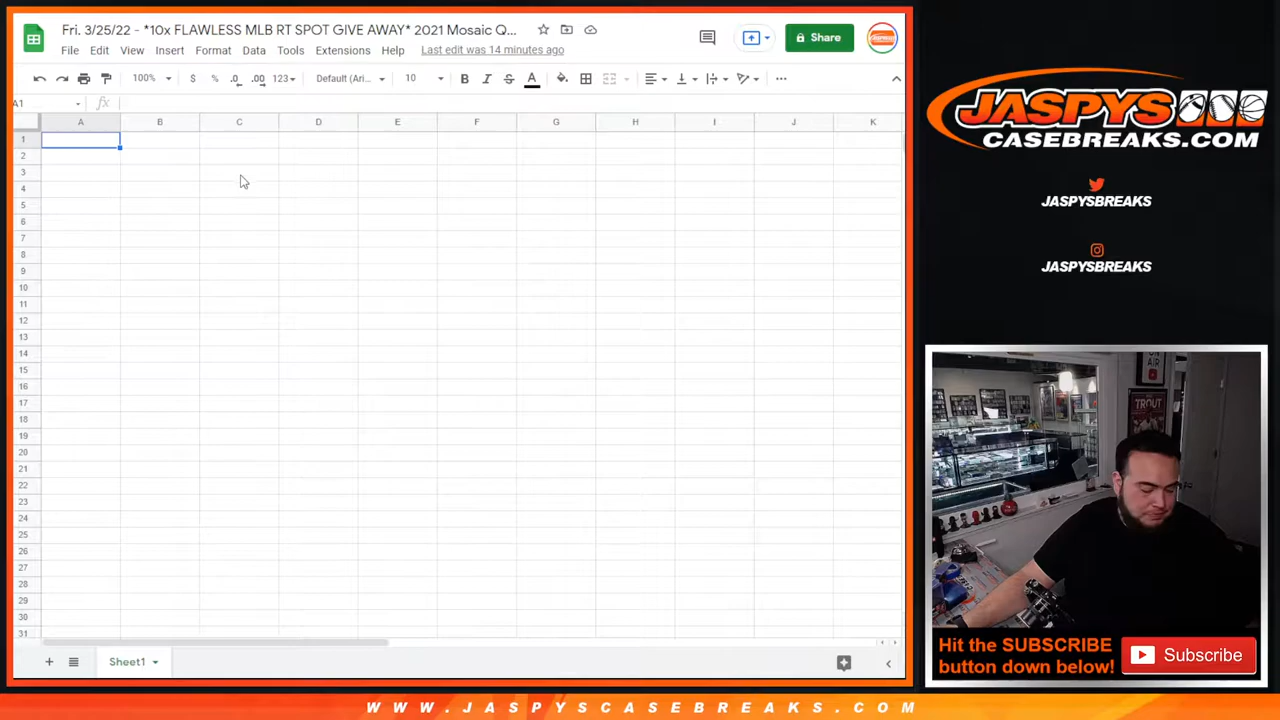 Fri. 3/25/22 - *10x FLAWLESS MLB RT SPOT GIVE AWAY* 2021 Mosaic Q...
File Edit View Insert Format Data Tools Extensions Help Last edit was 14 minutes ago
Share
100% $ % .0 .00 123 Default (Ari... 10 B I S A
A1 fx
A B C D E F G H I J K
1
2
3
4
5
6
7
8
9
10
11
12
13
14
15
16
17
18
19
20
21
22
23
24
25
26
27
28
29
30
31
Sheet1
JASPYS
CASEBREAKS.COM
JASPYSBREAKS
JASPYSBREAKS
ON
AIR
TROUT
Hit the SUBSCRIBE
button down below!
Subscribe
WWW.JASPYSCASEBREAKS.COM